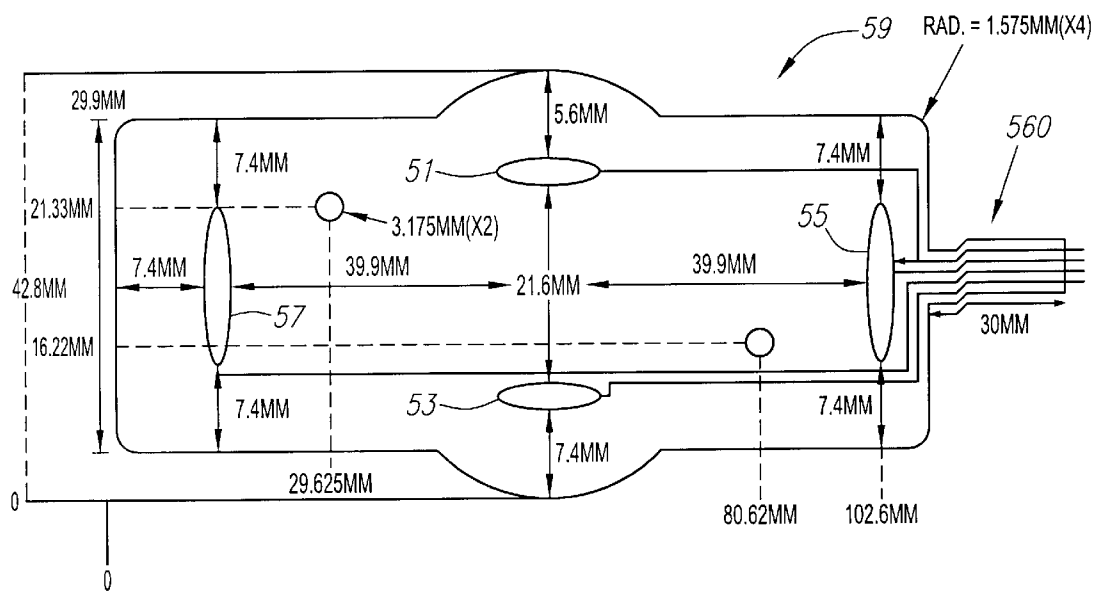 59
RAD. = 1.575MM(X4)
29.9MM
5.6MM
560
7.4MM
51
7.4MM
21.33MM
3.175MM(X2)
55
7.4MM
39.9MM
39.9MM
42.8MM
21.6MM
57
30MM
16.22MM
7.4MM
53
7.4MM
7.4MM
29.625MM
0
80.62MM
102.6MM
0